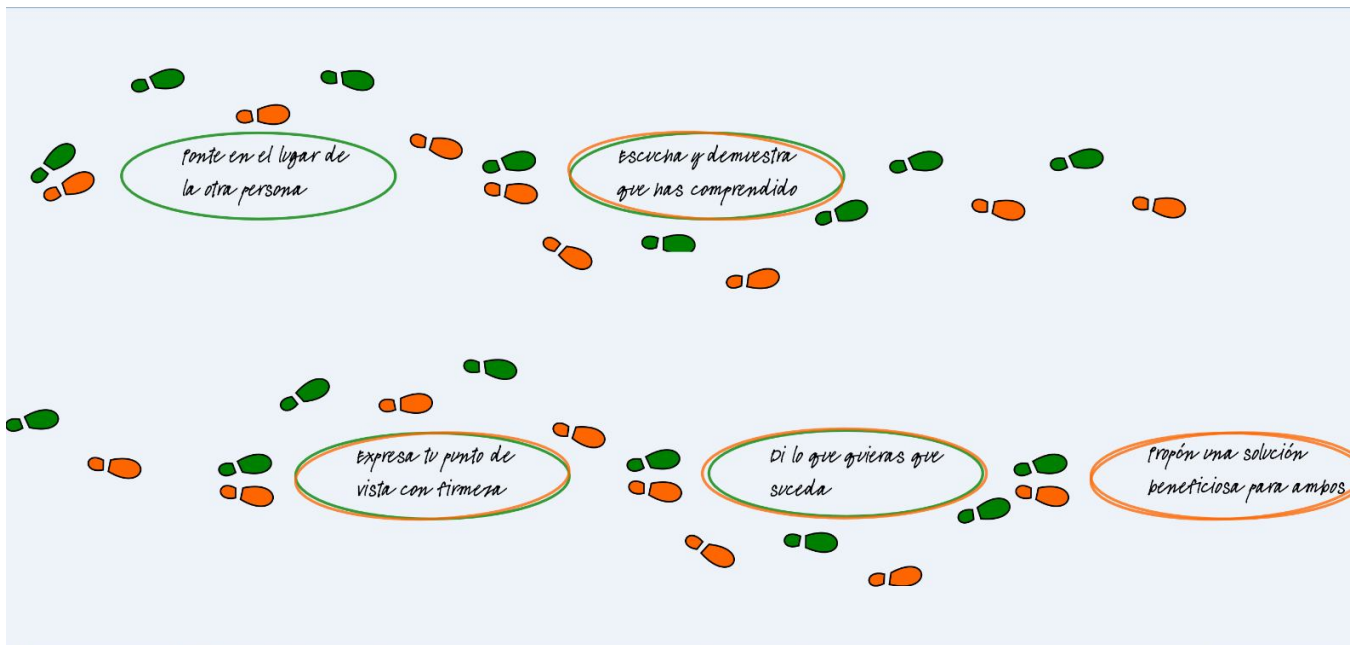 Ponte en el lugar de
la otra persona
Escucha y demuestra
que has comprendido
Expresa tu punto de
vista con firmeza
Di lo que quieras que
suceda
Propón una solución
beneficiosa para ambos